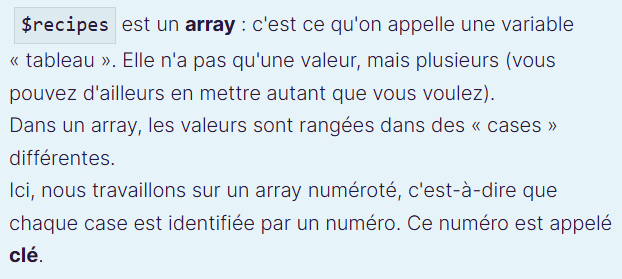 $recipes est un array : c'est ce qu'on appelle une variable
« tableau ». Elle n'a pas qu'une valeur, mais plusieurs (vous
pouvez d'ailleurs en mettre autant que vous voulez).
Dans un array, les valeurs sont rangées dans des « cases »
différentes.
Ici, nous travaillons sur un array numéroté, c'est-à-dire que
chaque case est identifiée par un numéro. Ce numéro est appelé
clé.